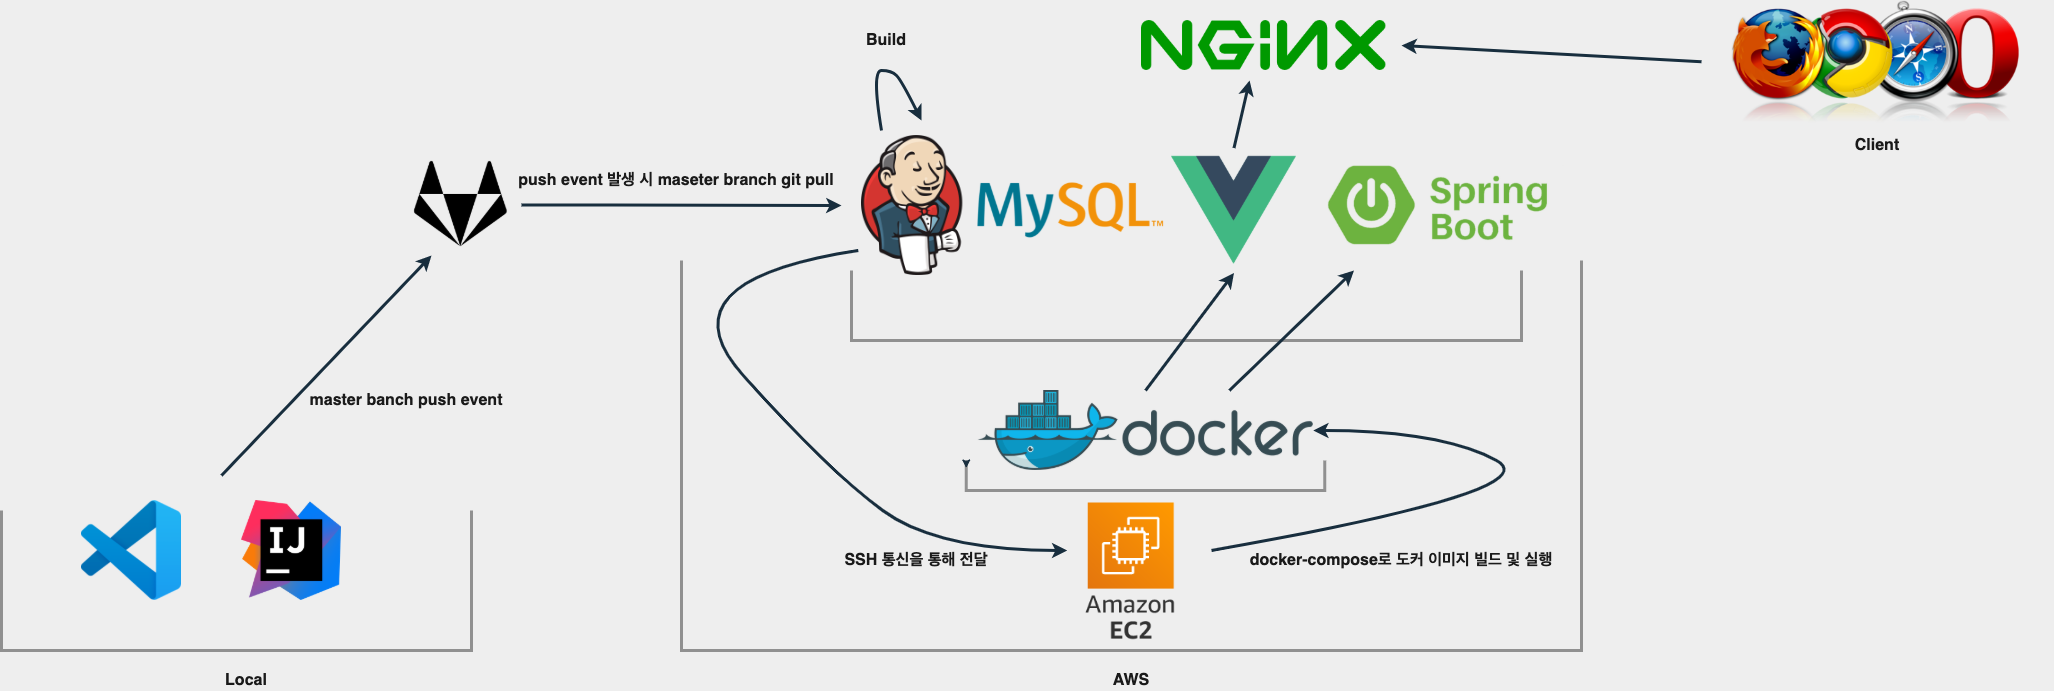 Build
NGiNX
Client
push event 발생 시 maseter branch git pull
MySQL™
Spring
Boot
master banch push event
docker
IJ
SSH 통신을 통해 전달
docker-compose로 도커 이미지 빌드 및 실행
Amazon
EC2
Local
AWS